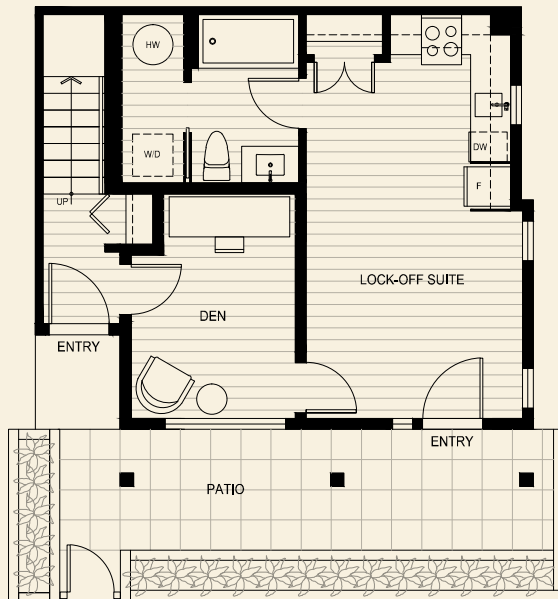 HW
W/D
DW
F
UP
LOCK-OFF SUITE
DEN
ENTRY
ENTRY
PATIO